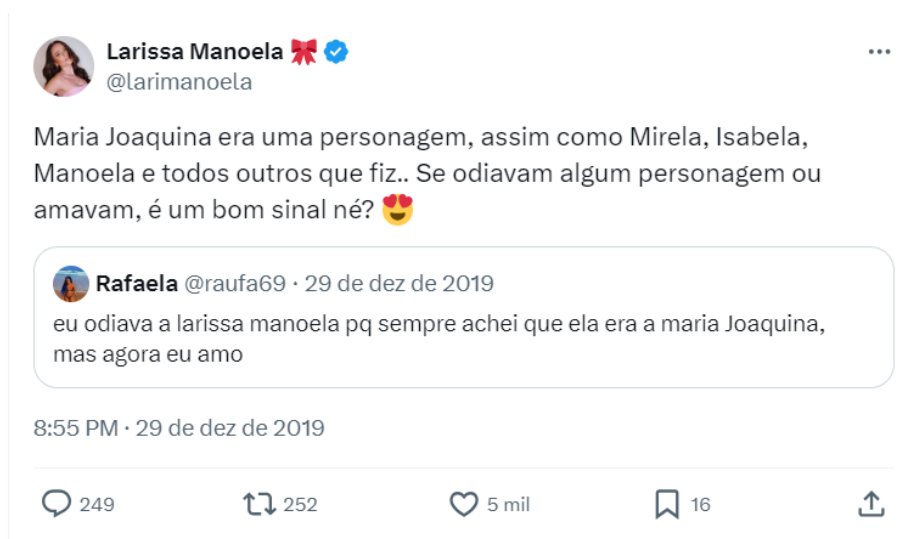 Larissa Manoela 🎀
@larimanoela
Maria Joaquina era uma personagem, assim como Mirela, Isabela,
Manoela e todos outros que fiz.. Se odiavam algum personagem ou
amavam, é um bom sinal né? 😍
Rafaela @raufa69 · 29 de dez de 2019
eu odiava a larissa manoela pq sempre achei que ela era a maria Joaquina,
mas agora eu amo
8:55 PM · 29 de dez de 2019
249 252 5 mil 16